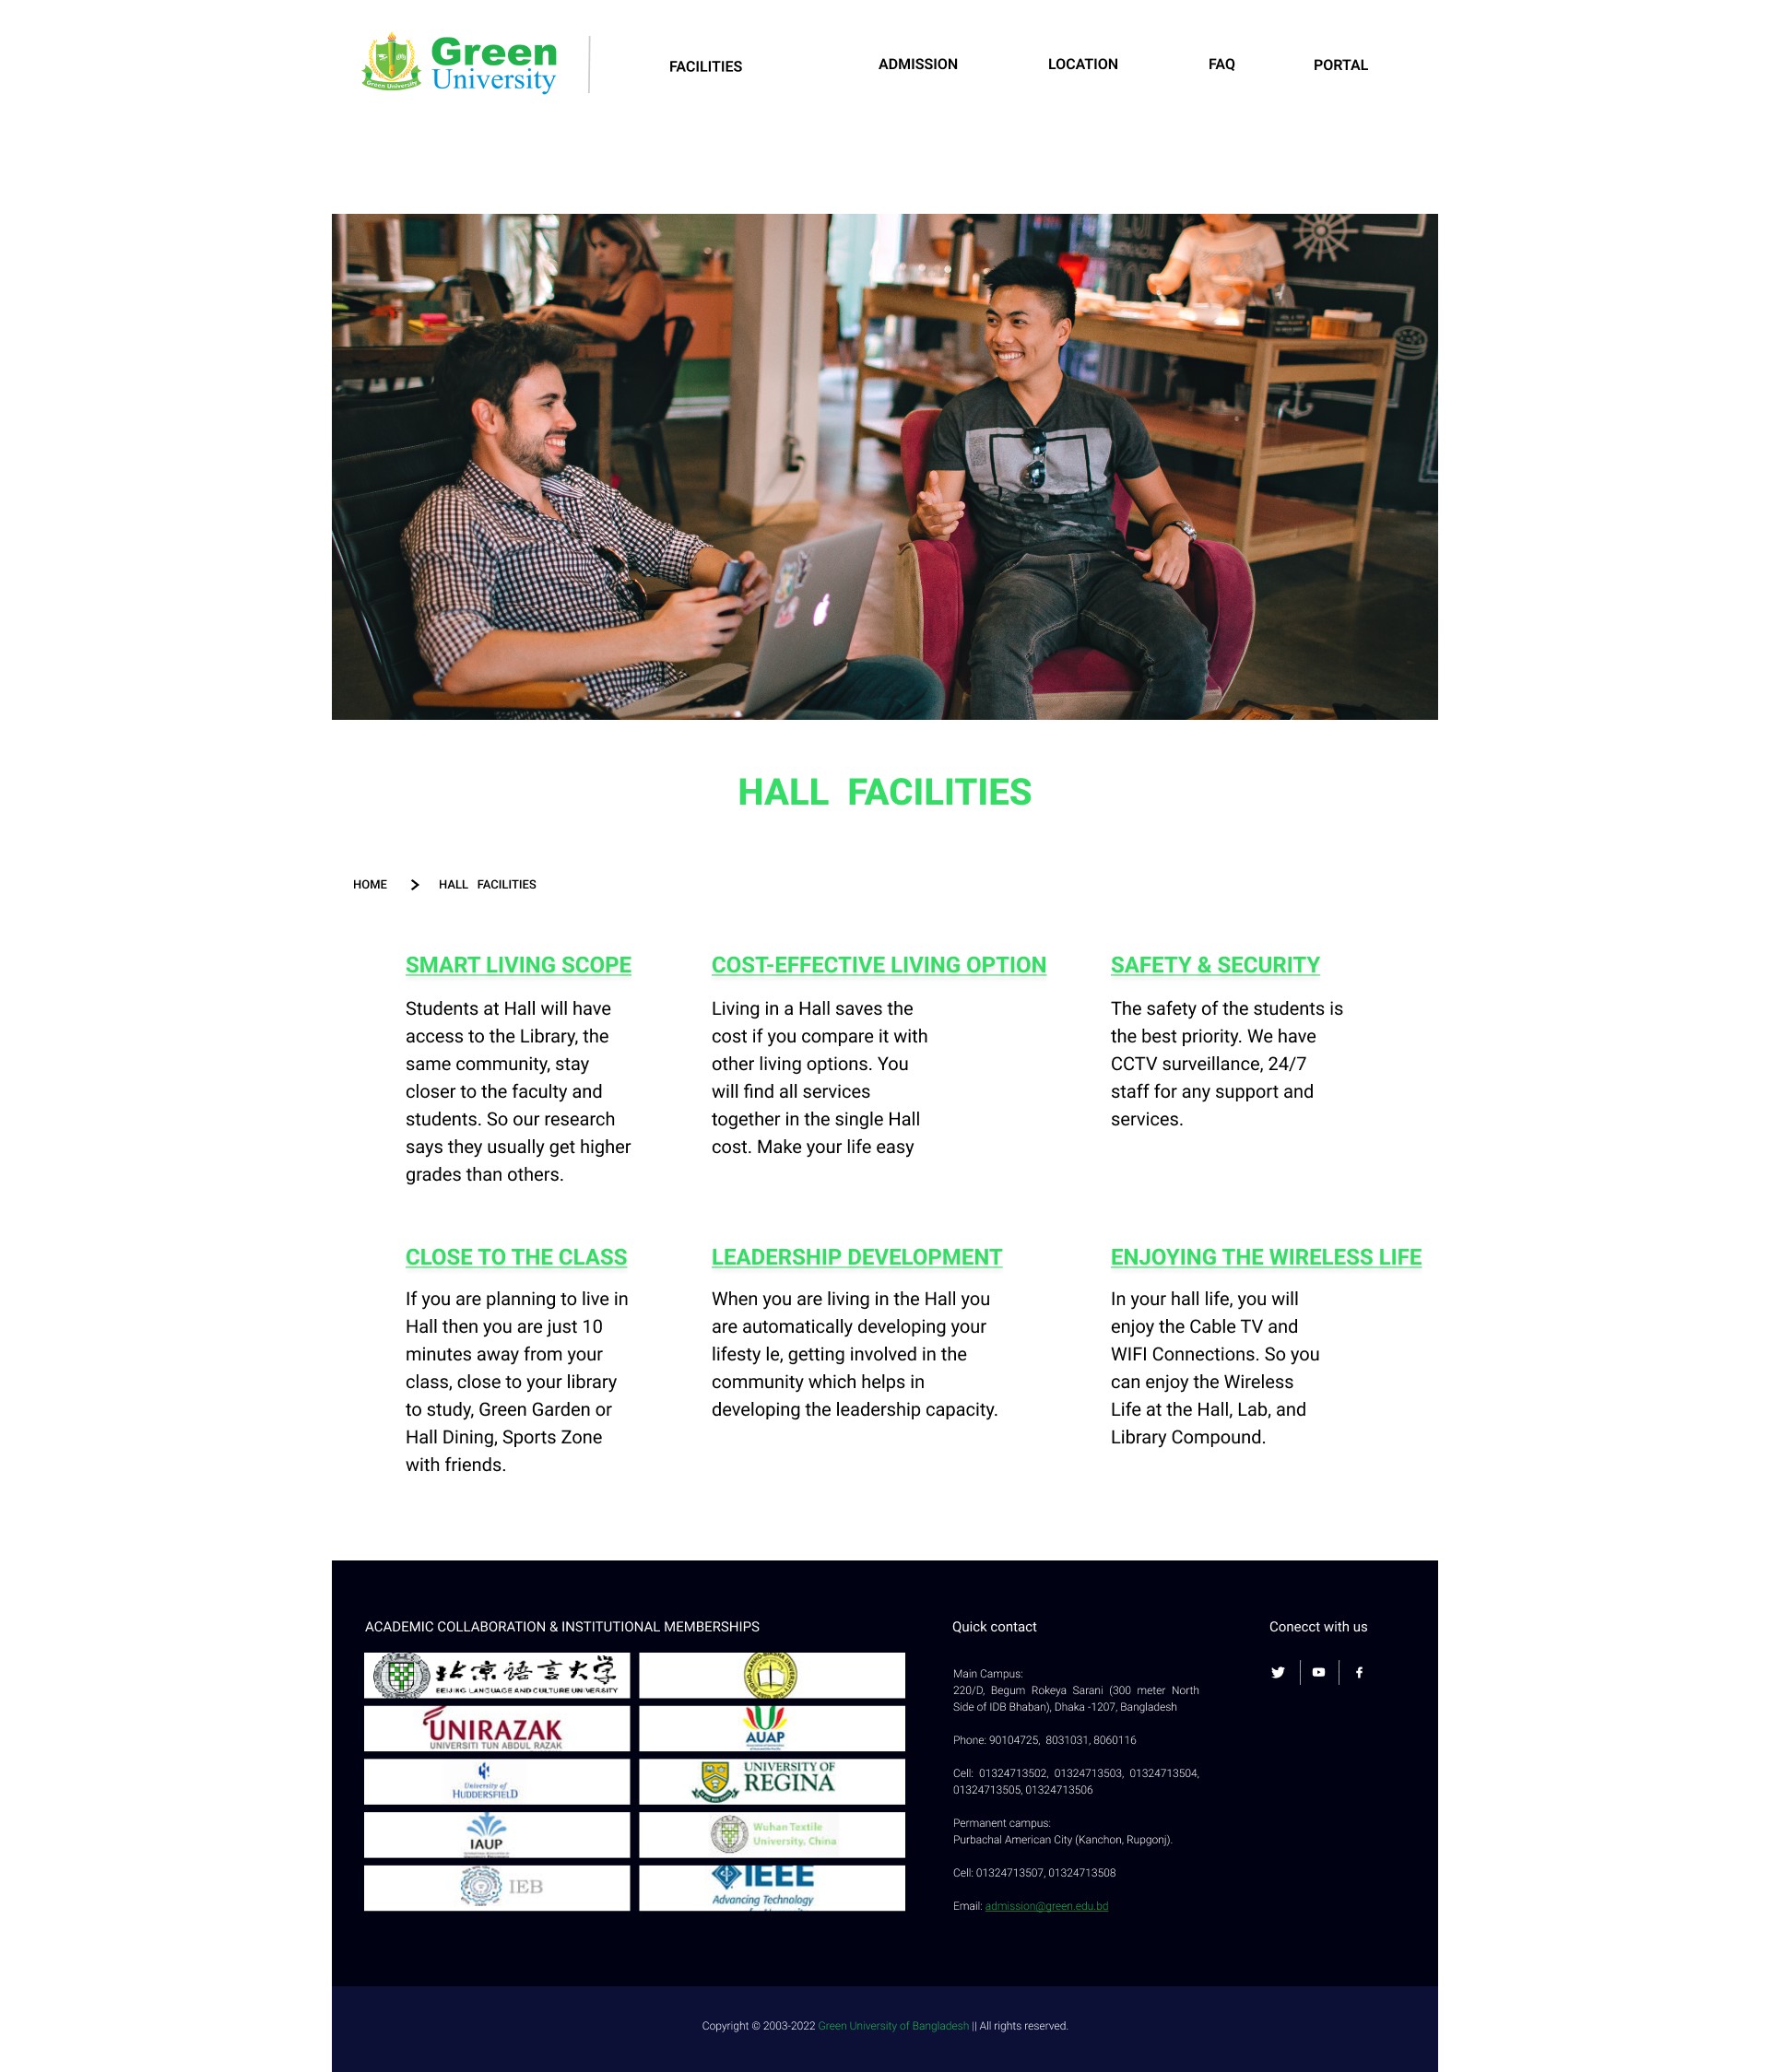 Green
University
Green University
FACILITIES
ADMISSION
LOCATION
FAQ
PORTAL
HALL FACILITIES
HOME > HALL FACILITIES
SMART LIVING SCOPE
Students at Hall will have
access to the Library, the
same community, stay
closer to the faculty and
students. So our research
says they usually get higher
grades than others.
COST-EFFECTIVE LIVING OPTION
Living in a Hall saves the
cost if you compare it with
other living options. You
will find all services
together in the single Hall
cost. Make your life easy
SAFETY & SECURITY
The safety of the students is
the best priority. We have
CCTV surveillance, 24/7
staff for any support and
services.
CLOSE TO THE CLASS
If you are planning to live in
Hall then you are just 10
minutes away from your
class, close to your library
to study, Green Garden or
Hall Dining, Sports Zone
with friends.
LEADERSHIP DEVELOPMENT
When you are living in the Hall you
are automatically developing your
lifesty le, getting involved in the
community which helps in
developing the leadership capacity.
ENJOYING THE WIRELESS LIFE
In your hall life, you will
enjoy the Cable TV and
WIFI Connections. So you
can enjoy the Wireless
Life at the Hall, Lab, and
Library Compound.
ACADEMIC COLLABORATION & INSTITUTIONAL MEMBERSHIPS
北京语言大学
BEIJING LANGUAGE AND CULTURE UNIVERSITY
UNIRAZAK
UNIVERSITI TUN ABDUL RAZAK
AUAP
University of
HUDDERSFIELD
UNIVERSITY OF
REGINA
IAUP
Wuhan Textile
University, China
IEB
IEEE
Advancing Technology
Quick contact
Main Campus:
220/D, Begum Rokeya Sarani (300 meter North
Side of IDB Bhaban), Dhaka -1207, Bangladesh
Phone: 90104725, 8031031, 8060116
Cell: 01324713502, 01324713503, 01324713504,
01324713505, 01324713506
Permanent campus:
Purbachal American City (Kanchon, Rupgonj).
Cell: 01324713507, 01324713508
Email: admission@green.edu.bd
Conecct with us
Copyright © 2003-2022 Green University of Bangladesh || All rights reserved.